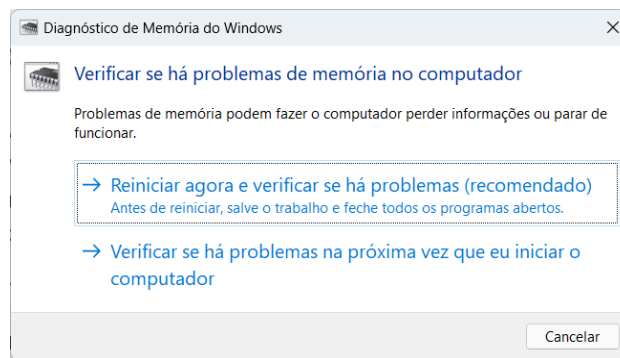 Diagnóstico de Memória do Windows
Verificar se há problemas de memória no computador
Problemas de memória podem fazer o computador perder informações ou parar de
funcionar.
Reiniciar agora e verificar se há problemas (recomendado)
Antes de reiniciar, salve o trabalho e feche todos os programas abertos.
Verificar se há problemas na próxima vez que eu iniciar o
computador
Cancelar